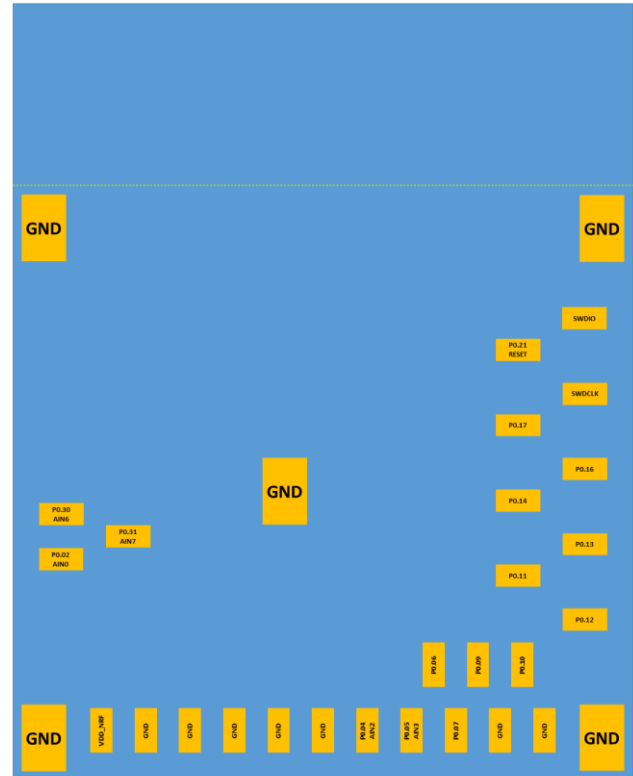 GND
GND
SWDIO
P0.21
RESET
SWDCLK
P0.17
GND
P0.16
P0.14
P0.30
AIN6
P0.31
AIN7
P0.13
P0.02
AIN0
P0.11
P0.12
P0.06
P0.09
P0.10
GND
VDD_NRF
GND
GND
GND
GND
GND
P0.04
AIN2
P0.05
AIN3
P0.07
GND
GND
GND